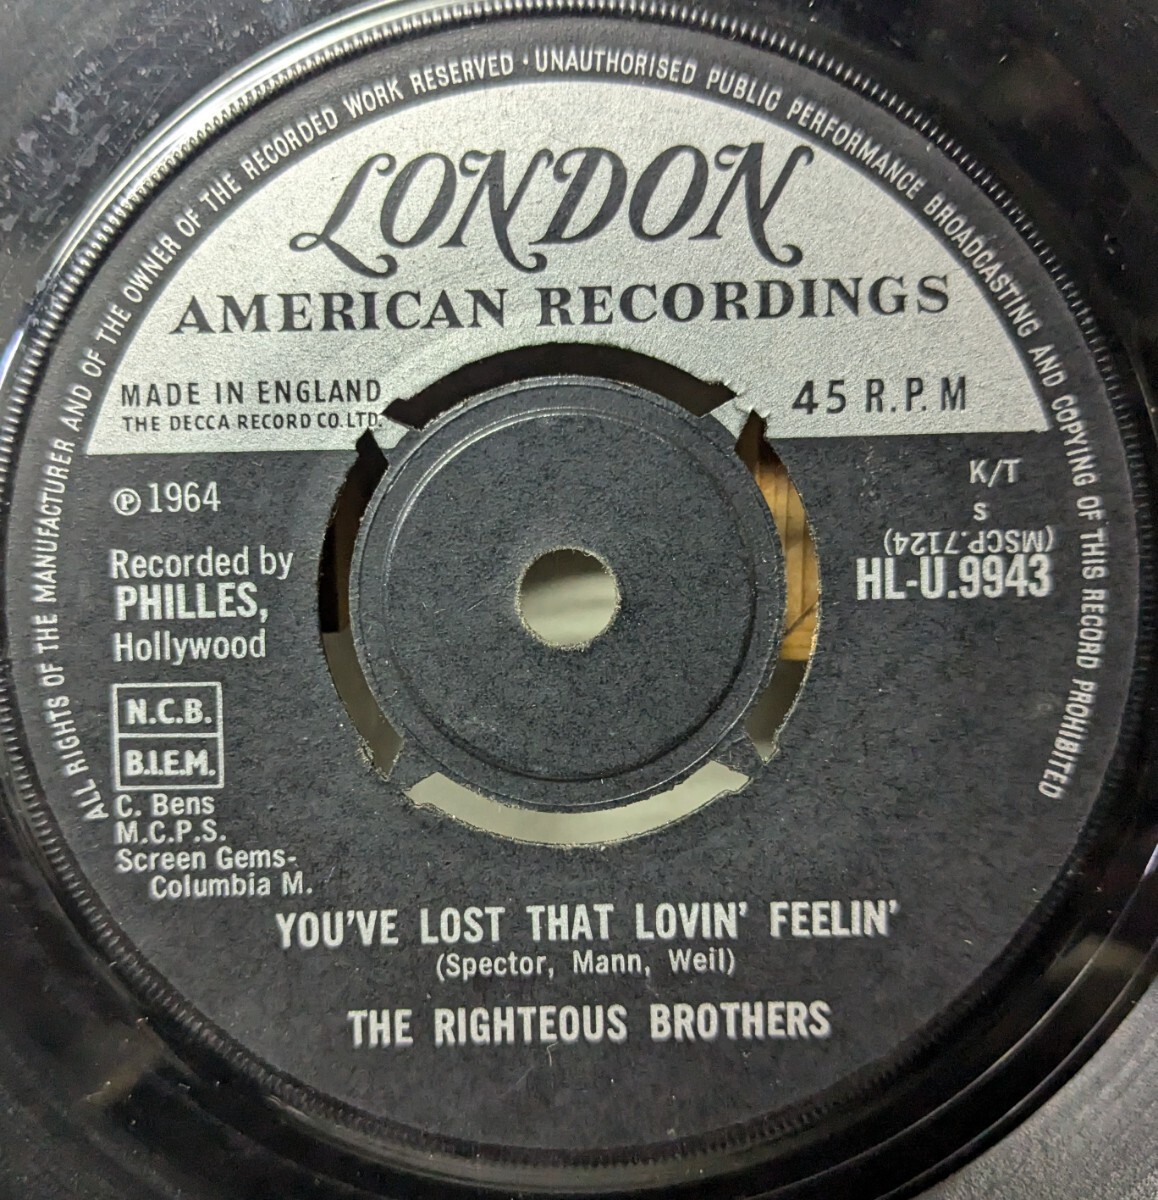 ALL RIGHTS OF THE MANUFACTURER AND OF THE OWNER OF THE RECORDED WORK RESERVED · UNAUTHORISED PUBLIC PERFORMANCE BROADCASTING AND COPYING OF THIS RECORD PROHIBITED
LONDON
AMERICAN RECORDINGS
MADE IN ENGLAND
THE DECCA RECORD CO. LTD.
45 R.P.M
℗ 1964
K/T
S
(MSCP.7124)
HL-U.9943
Recorded by
PHILLES,
Hollywood
N.C.B.
B.I.E.M.
C. Bens
M.C.P.S.
Screen Gems-
Columbia M.
YOU'VE LOST THAT LOVIN' FEELIN'
(Spector, Mann, Weil)
THE RIGHTEOUS BROTHERS